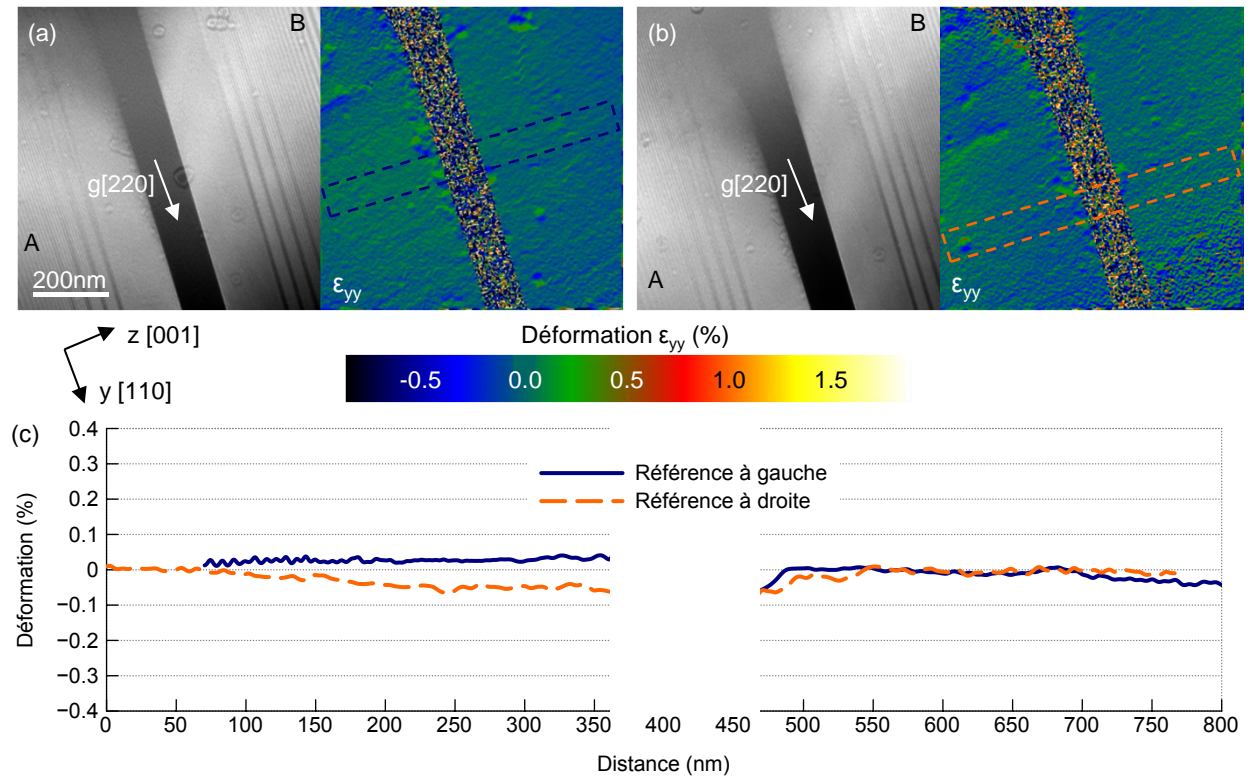 (a)
B
g[220]
A
200nm
εyy
(b)
B
g[220]
A
εyy
z [001]
y [110]
Déformation εyy (%)
-0.5 0.0 0.5 1.0 1.5
(c)
Déformation (%)
0.4
0.3
0.2
0.1
0
−0.1
−0.2
−0.3
−0.4
Référence à gauche
Référence à droite
0 50 100 150 200 250 300 350 400 450 500 550 600 650 700 750 800
Distance (nm)